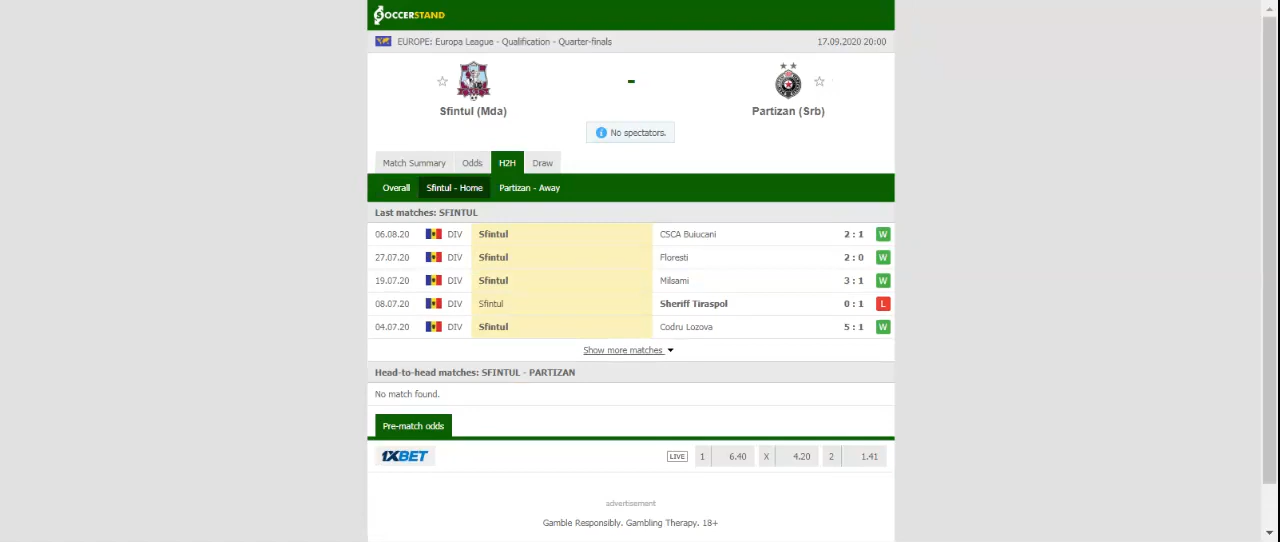 SOCCERSTAND
EUROPE: Europa League - Qualification - Quarter-finals 17.09.2020 20:00
-
Sfintul (Mda) Partizan (Srb)
No spectators.
Match Summary Odds H2H Draw
Overall Sfintul - Home Partizan - Away
Last matches: SFINTUL
06.08.20 DIV Sfintul CSCA Buiucani 2 : 1 W
27.07.20 DIV Sfintul Floresti 2 : 0 W
19.07.20 DIV Sfintul Milsami 3 : 1 W
08.07.20 DIV Sfintul Sheriff Tiraspol 0 : 1 L
04.07.20 DIV Sfintul Codru Lozova 5 : 1 W
Show more matches
Head-to-head matches: SFINTUL - PARTIZAN
No match found.
Pre-match odds
1XBET LIVE 1 6.40 X 4.20 2 1.41
advertisement
Gamble Responsibly. Gambling Therapy. 18+